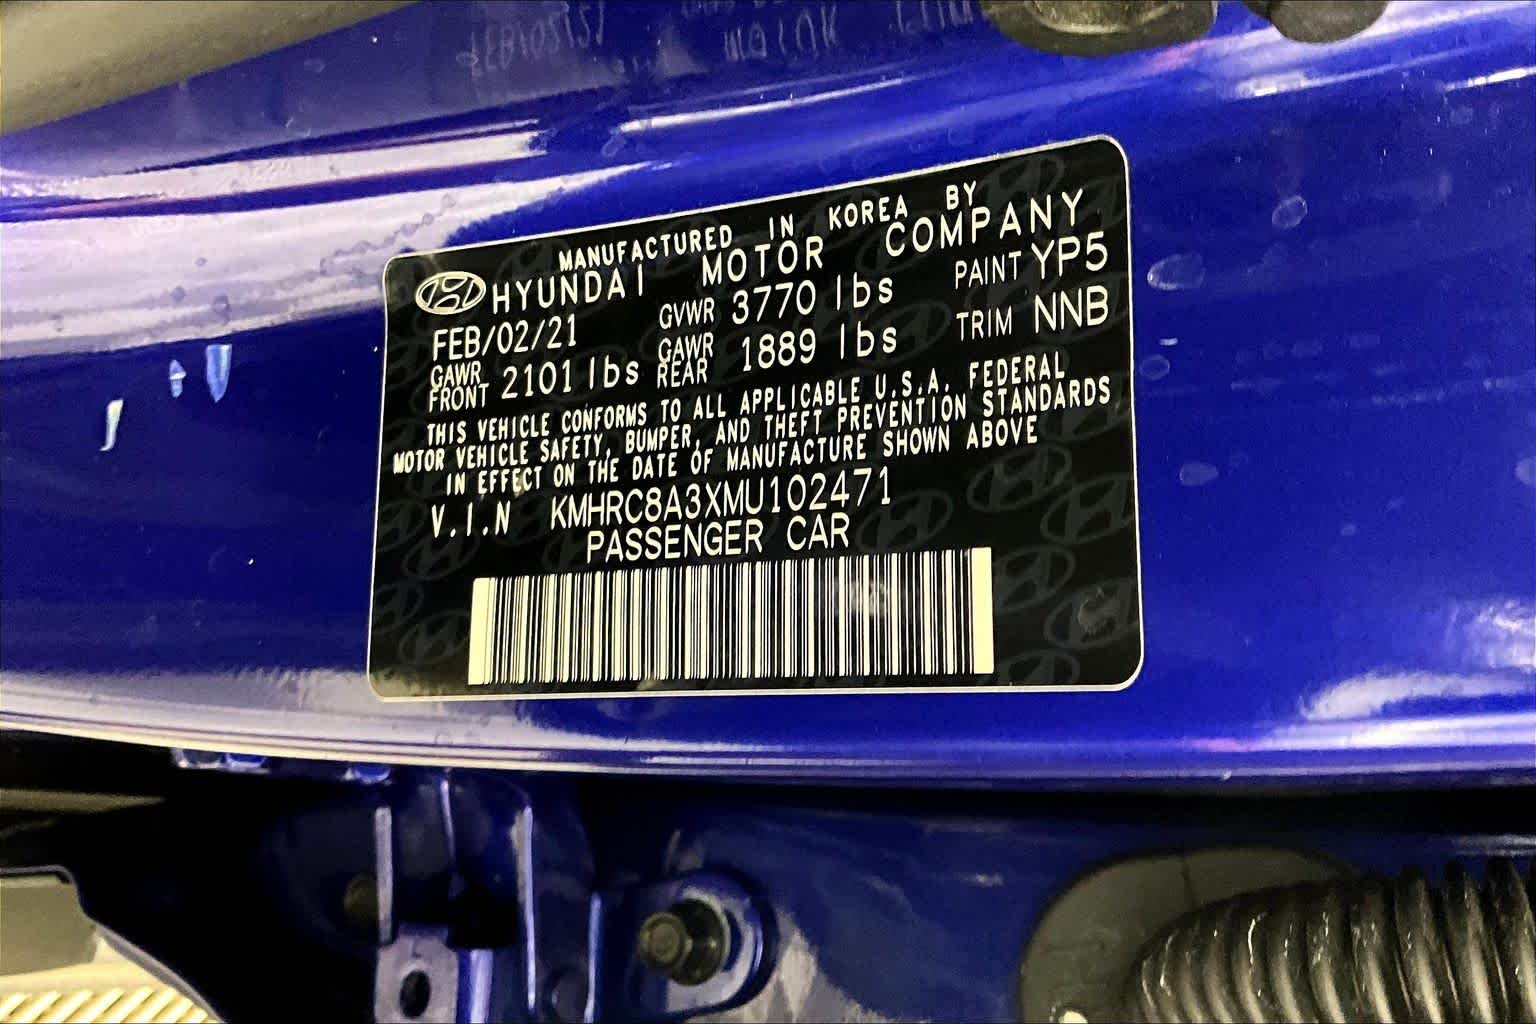 MANUFACTURED IN KOREA BY
HYUNDAI MOTOR COMPANY
FEB/02/21 GVWR 3770 lbs PAINT YP5
GAWR FRONT 2101 lbs GAWR REAR 1889 lbs TRIM NNB
THIS VEHICLE CONFORMS TO ALL APPLICABLE U.S.A. FEDERAL
MOTOR VEHICLE SAFETY, BUMPER, AND THEFT PREVENTION STANDARDS
IN EFFECT ON THE DATE OF MANUFACTURE SHOWN ABOVE
V.I.N KMHRC8A3XMU102471
PASSENGER CAR